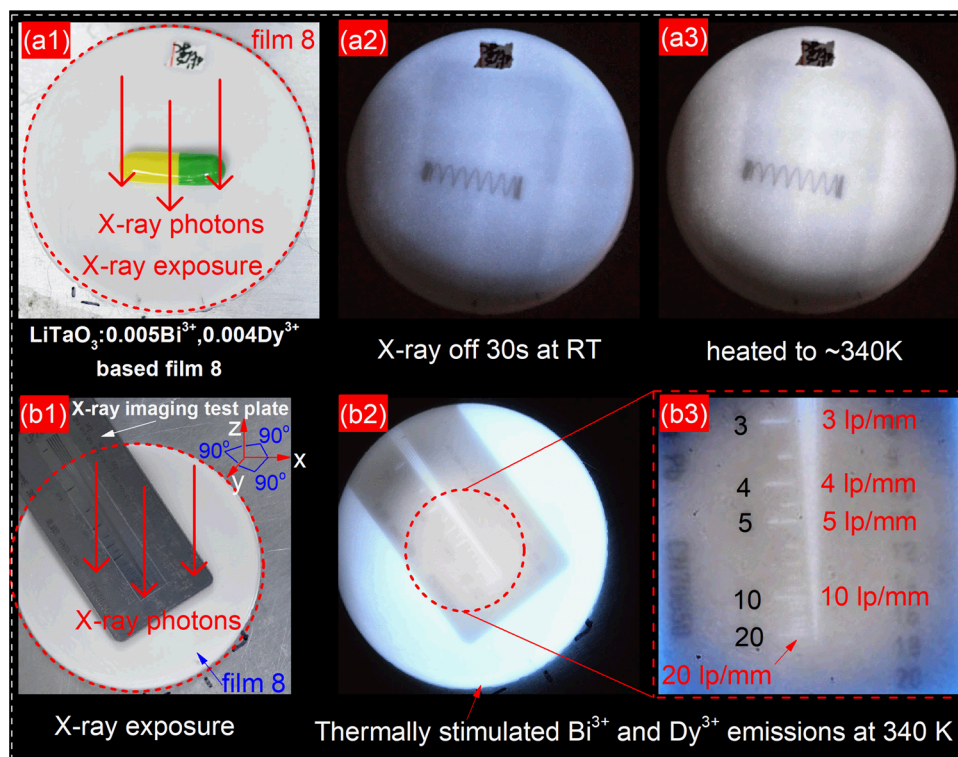 (a1)
film 8
X-ray photons
X-ray exposure
LiTaO₃:0.005Bi³⁺,0.004Dy³⁺
based film 8
(a2)
X-ray off 30s at RT
(a3)
heated to ~340K
(b1)
X-ray imaging test plate
z
90°
90°
x
y
90°
X-ray photons
film 8
X-ray exposure
(b2)
(b3)
3
3 lp/mm
4
4 lp/mm
5
5 lp/mm
10
10 lp/mm
20
20 lp/mm
Thermally stimulated Bi³⁺ and Dy³⁺ emissions at 340 K